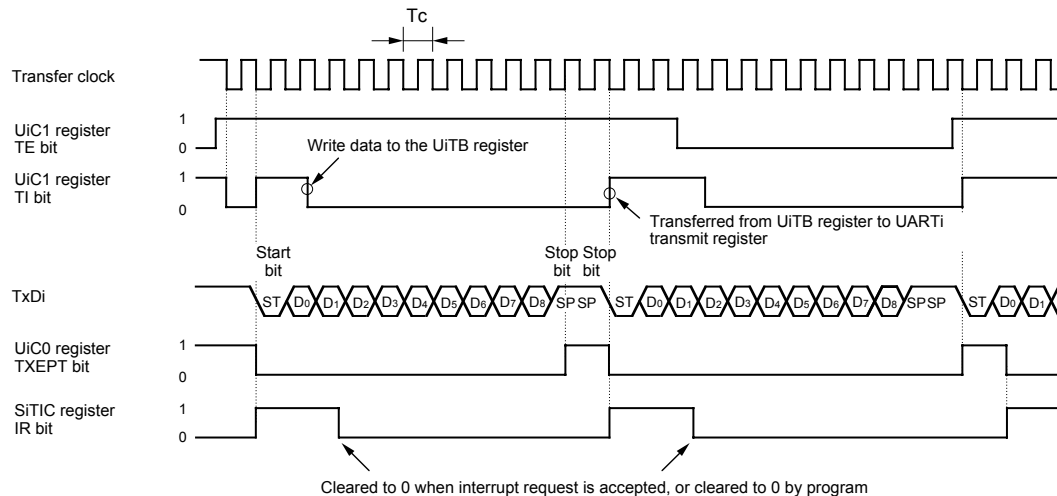 Tc
Transfer clock
UiC1 register
TE bit
1
0
Write data to the UiTB register
UiC1 register
TI bit
1
0
Transferred from UiTB register to UARTi
transmit register
Start
bit
Stop Stop
bit bit
TxDi
ST D0 D1 D2 D3 D4 D5 D6 D7 D8 SP SP ST D0 D1 D2 D3 D4 D5 D6 D7 D8 SP SP ST D0 D1
UiC0 register
TXEPT bit
1
0
SiTIC register
IR bit
1
0
Cleared to 0 when interrupt request is accepted, or cleared to 0 by program